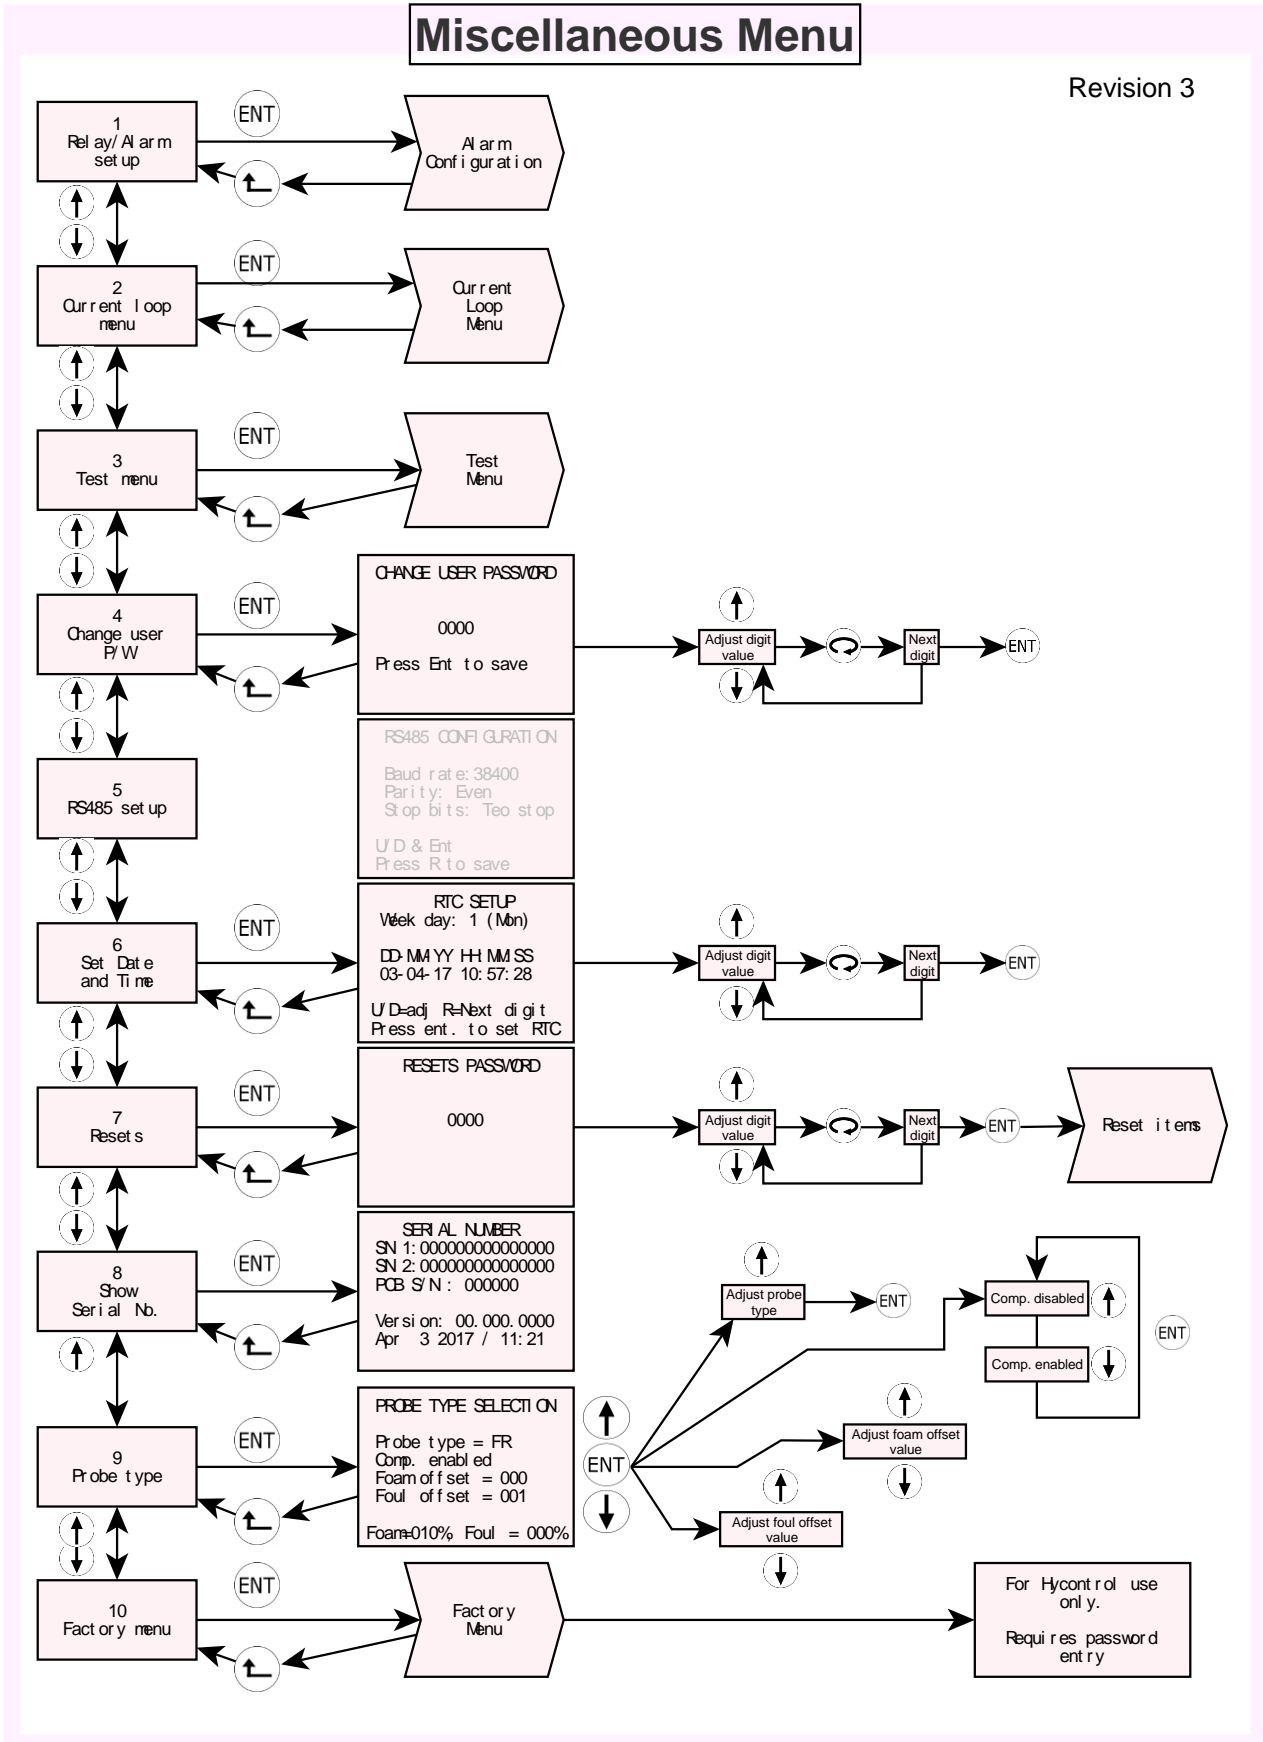 Miscellaneous Menu
Revision 3
1
Relay/Alarm
setup
ENT
Alarm
Configuration
2
Current loop
menu
ENT
Current
Loop
Menu
3
Test menu
ENT
Test
Menu
4
Change user
P/W
ENT
CHANGE USER PASSWORD
0000
Press Ent to save
Adjust digit
value
Next
digit
ENT
5
RS485 setup
RS485 CONFIGURATION
Baud rate:38400
Parity: Even
Stop bits: Teo stop
U/D & Ent
Press R to save
6
Set Date
and Time
ENT
RTC SETUP
Week day: 1 (Mon)
DD-MM-YY HH:MM:SS
03-04-17 10:57:28
U/D=adj R=Next digit
Press ent. to set RTC
Adjust digit
value
Next
digit
ENT
7
Resets
ENT
RESETS PASSWORD
0000
Adjust digit
value
Next
digit
ENT
Reset items
8
Show
Serial No.
ENT
SERIAL NUMBER
SN 1:000000000000000
SN 2:000000000000000
PCB S/N: 000000
Version: 00.000.0000
Apr 3 2017 / 11:21
9
Probe type
ENT
PROBE TYPE SELECTION
Probe type = FR
Comp. enabled
Foam offset = 000
Foul offset = 001
Foam=010%, Foul = 000%
ENT
Adjust probe
type
ENT
Comp. disabled
Comp. enabled
ENT
Adjust foam offset
value
Adjust foul offset
value
10
Factory menu
ENT
Factory
Menu
For Hycontrol use
only.
Requires password
entry